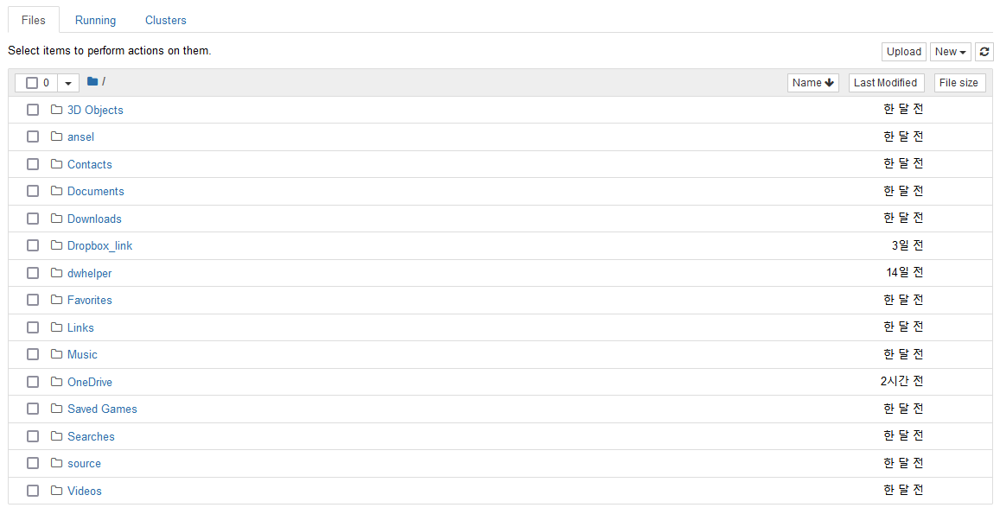 Files Running Clusters
Select items to perform actions on them. Upload New
0 / Name Last Modified File size
3D Objects 한 달 전
ansel 한 달 전
Contacts 한 달 전
Documents 한 달 전
Downloads 한 달 전
Dropbox_link 3일 전
dwhelper 14일 전
Favorites 한 달 전
Links 한 달 전
Music 한 달 전
OneDrive 2시간 전
Saved Games 한 달 전
Searches 한 달 전
source 한 달 전
Videos 한 달 전